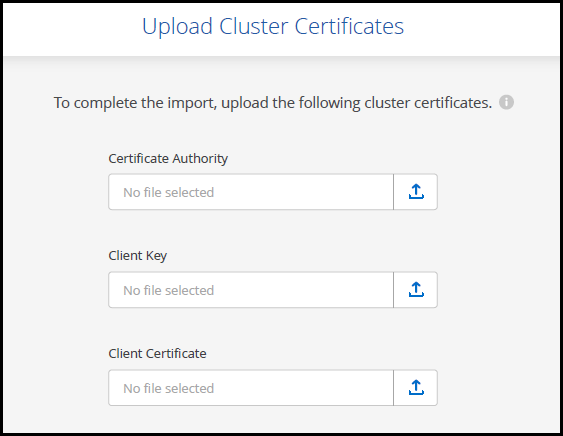 Upload Cluster Certificates
To complete the import, upload the following cluster certificates.
Certificate Authority
No file selected
Client Key
No file selected
Client Certificate
No file selected